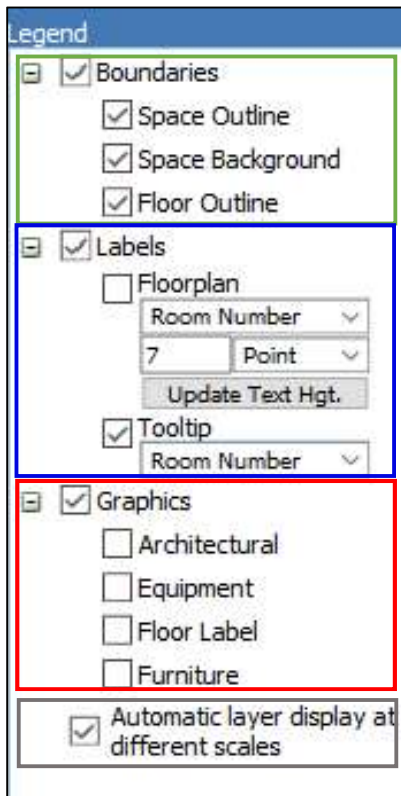 Legend
Boundaries
Space Outline
Space Background
Floor Outline
Labels
Floorplan
Room Number
7 Point
Update Text Hgt.
Tooltip
Room Number
Graphics
Architectural
Equipment
Floor Label
Furniture
Automatic layer display at
different scales